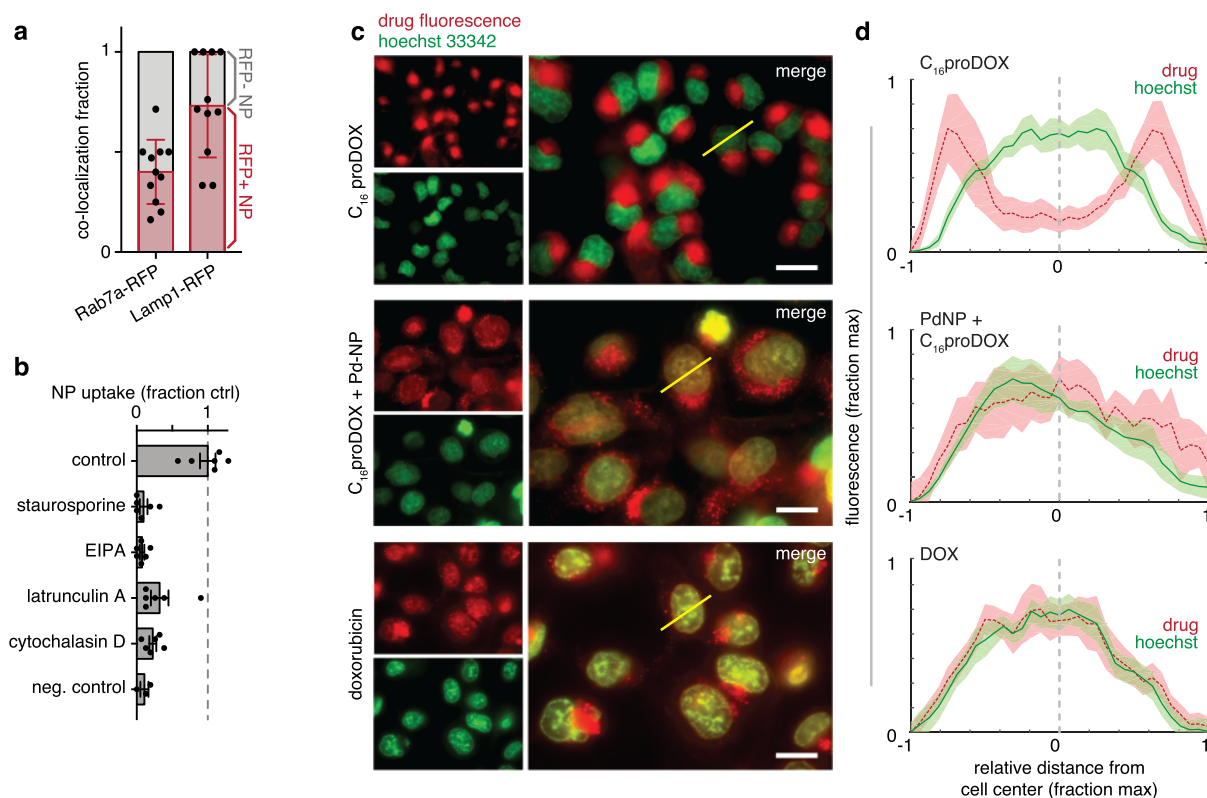 a
co-localization fraction
1
0
RFP- NP
RFP+ NP
Rab7a-RFP
Lamp1-RFP
b
NP uptake (fraction ctrl)
0
1
control
staurosporine
EIPA
latrunculin A
cytochalasin D
neg. control
c
drug fluorescence
hoechst 33342
C16 proDOX
merge
C16proDOX + Pd-NP
merge
doxorubicin
merge
d
fluorescence (fraction max)
C16proDOX
drug
hoechst
1
0
-1
0
1
PdNP +
C16proDOX
drug
hoechst
1
0
-1
0
1
DOX
drug
hoechst
1
0
-1
0
1
relative distance from
cell center (fraction max)